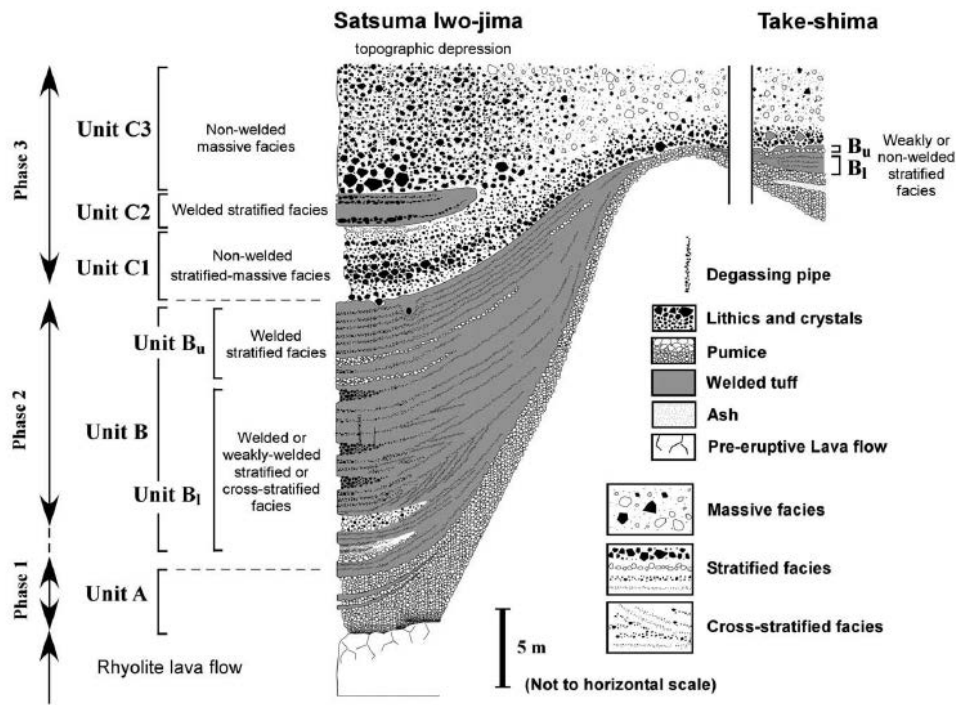 Satsuma Iwo-jima
Take-shima
topographic depression
Phase 3
Unit C3
Non-welded
massive facies
Unit C2
Welded stratified facies
Unit C1
Non-welded
stratified-massive facies
Bu
Bl
Weakly or
non-welded
stratified
facies
Phase 2
Unit Bu
Welded
stratified facies
Unit B
Unit Bl
Welded or
weakly-welded
stratified or
cross-stratified
facies
Phase 1
Unit A
Rhyolite lava flow
Degassing pipe
Lithics and crystals
Pumice
Welded tuff
Ash
Pre-eruptive Lava flow
Massive facies
Stratified facies
Cross-stratified facies
5 m
(Not to horizontal scale)